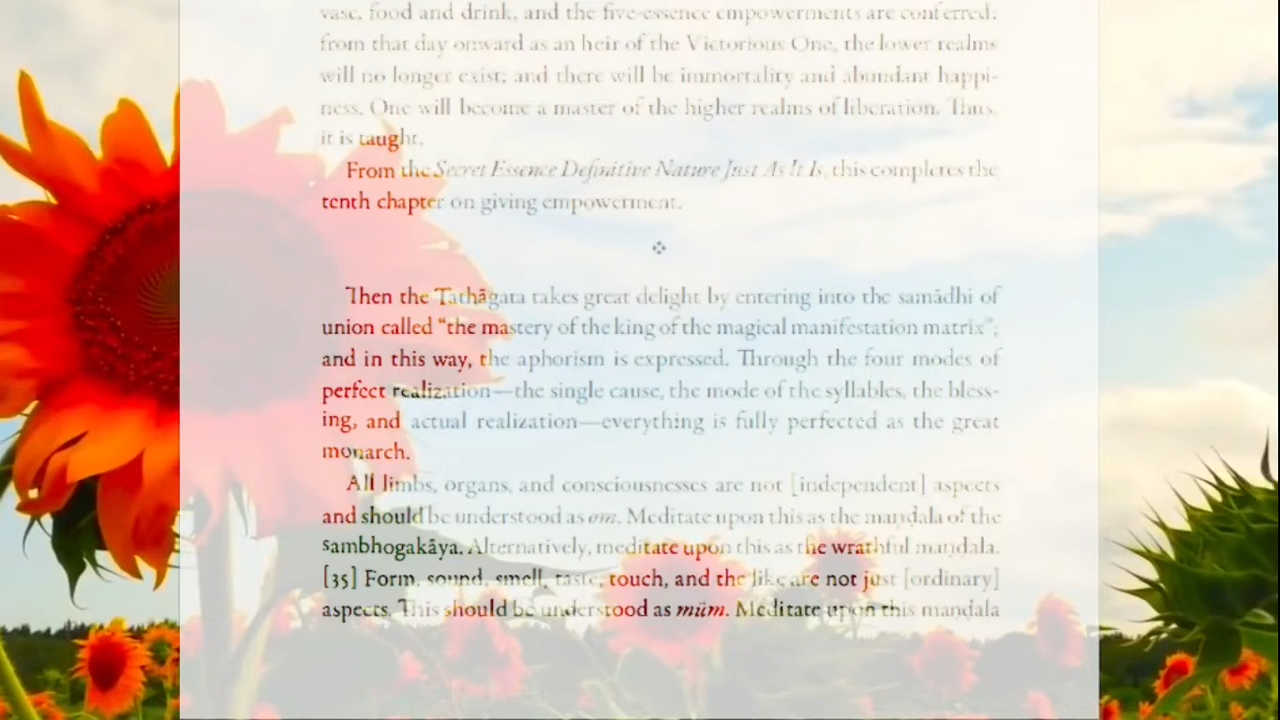 vase, food and drink, and the five-essence empowerments are conferred:
from that day onward as an heir of the Victorious One, the lower realms
will no longer exist; and there will be immortality and abundant happi-
ness. One will become a master of the higher realms of liberation. Thus,
it is taught.
From the Secret Essence Definitive Nature Just As It Is, this completes the
tenth chapter on giving empowerment.
Then the Tathāgata takes great delight by entering into the samādhi of
union called “the mastery of the king of the magical manifestation matrix”;
and in this way, the aphorism is expressed. Through the four modes of
perfect realization—the single cause, the mode of the syllables, the bless-
ing, and actual realization—everything is fully perfected as the great
monarch.
All limbs, organs, and consciousnesses are not [independent] aspects
and should be understood as oṃ. Meditate upon this as the maṇḍala of the
sambhogakāya. Alternatively, meditate upon this as the wrathful maṇḍala.
[35] Form, sound, smell, taste, touch, and the like are not just [ordinary]
aspects. This should be understood as mūm. Meditate upon this maṇḍala